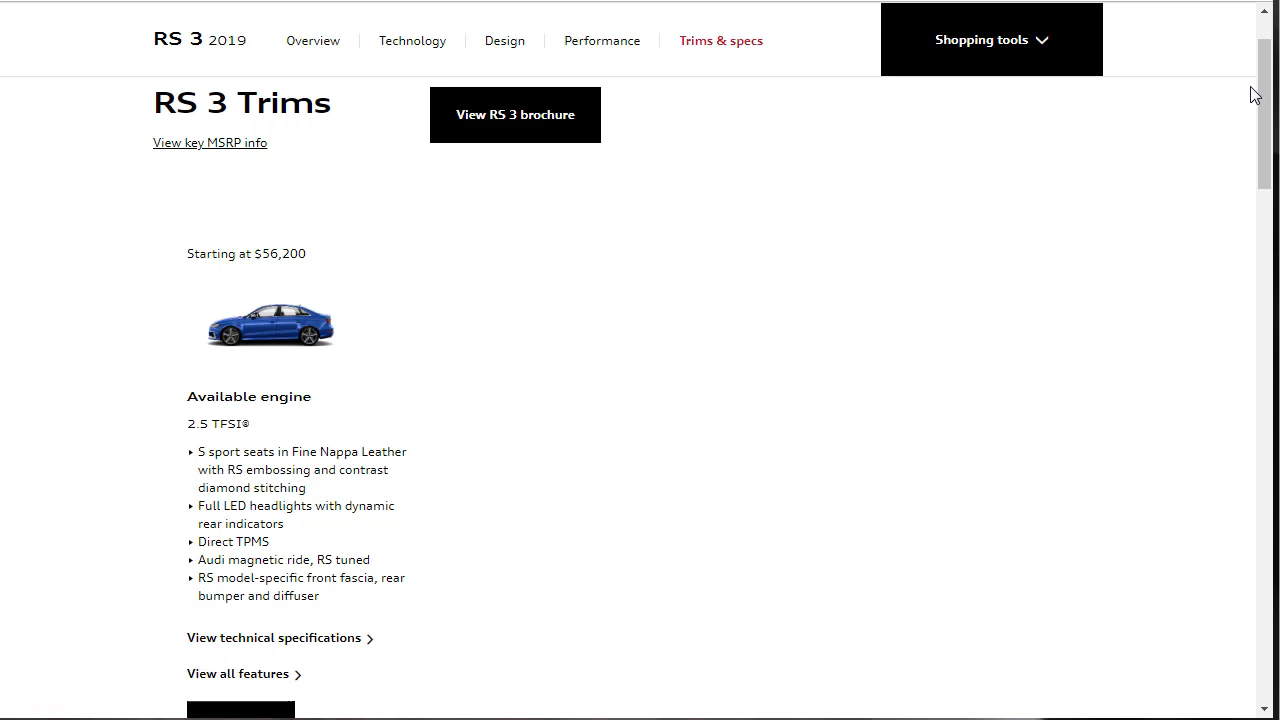 RS 3 2019
Overview
Technology
Design
Performance
Trims & specs
Shopping tools
RS 3 Trims
View RS 3 brochure
View key MSRP info
Starting at $56,200
Available engine
2.5 TFSI®
S sport seats in Fine Nappa Leather
with RS embossing and contrast
diamond stitching
Full LED headlights with dynamic
rear indicators
Direct TPMS
Audi magnetic ride, RS tuned
RS model-specific front fascia, rear
bumper and diffuser
View technical specifications
View all features